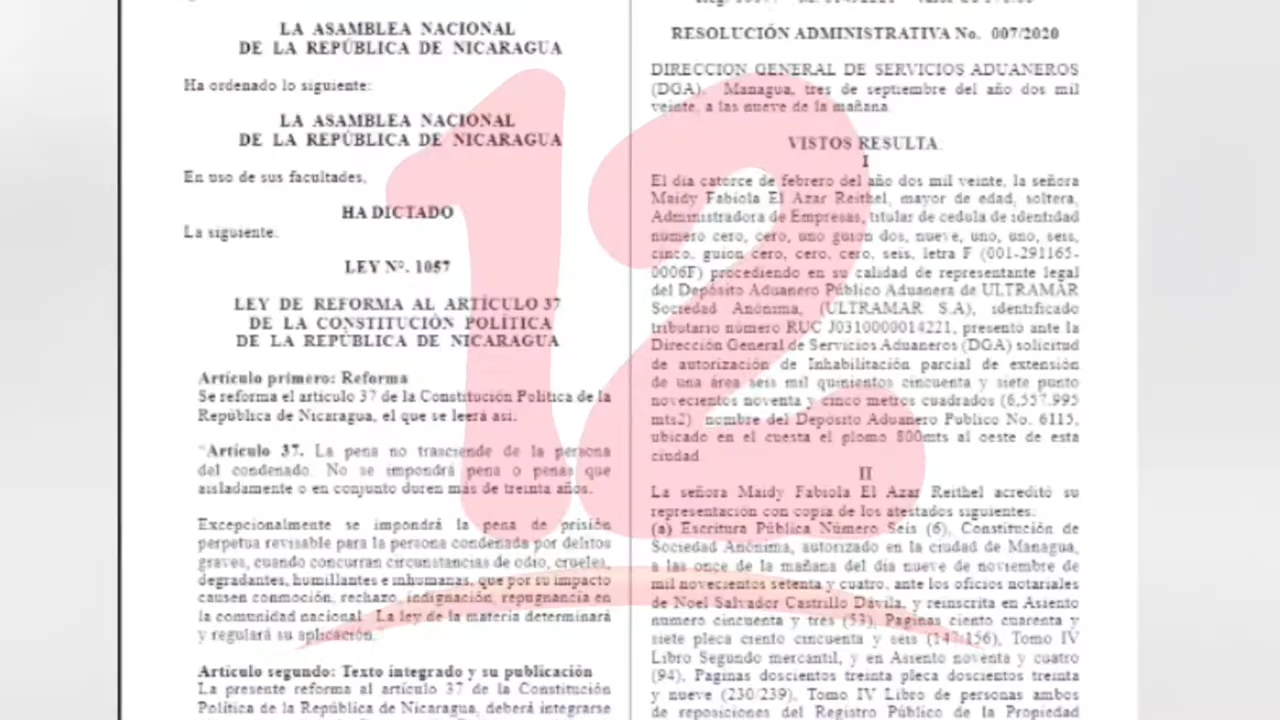 LA ASAMBLEA NACIONAL
DE LA REPÚBLICA DE NICARAGUA
Ha ordenado lo siguiente:
LA ASAMBLEA NACIONAL
DE LA REPÚBLICA DE NICARAGUA
En uso de sus facultades,
HA DICTADO
La siguiente:
LEY Nº. 1057
LEY DE REFORMA AL ARTÍCULO 37
DE LA CONSTITUCIÓN POLÍTICA
DE LA REPÚBLICA DE NICARAGUA
Artículo primero: Reforma
Se reforma el artículo 37 de la Constitución Política de la
República de Nicaragua, el que se leerá así:
"Artículo 37. La pena no trasciende de la persona
del condenado. No se impondrá pena o penas que
aisladamente o en conjunto duren más de treinta años.
Excepcionalmente se impondrá la pena de prisión
perpetua revisable para la persona condenada por delitos
graves, cuando concurran circunstancias de odio, crueles,
degradantes, humillantes e inhumanas, que por su impacto
causen conmoción, rechazo, indignación, repugnancia en
la comunidad nacional. La ley de la materia determinará
y regulará su aplicación.
Artículo segundo: Texto integrado y su publicación
La presente reforma al artículo 37 de la Constitución
Política de la República de Nicaragua, deberá integrarse
RESOLUCIÓN ADMINISTRATIVA No. 007/2020
DIRECCION GENERAL DE SERVICIOS ADUANEROS
(DGA). Managua, tres de septiembre del año dos mil
veinte, a las nueve de la mañana.
VISTOS RESULTA:
I
El día catorce de febrero del año dos mil veinte, la señora
Maidy Fabiola El Azar Reithel, mayor de edad, soltera,
Administradora de Empresas, titular de cedula de identidad
número cero, cero, uno guion dos, nueve, uno, uno, seis,
cinco, guion cero, cero, cero, seis, letra F (001-291165-
0006F) procediendo en su calidad de representante legal
del Depósito Aduanero Público Aduanera de ULTRAMAR
Sociedad Anónima, (ULTRAMAR S.A), identificado
tributario número RUC J0310000014221, presento ante la
Dirección General de Servicios Aduaneros (DGA) solicitud
de autorización de Inhabilitación parcial de extensión
de una área seis mil quinientos cincuenta y siete punto
novecientos noventa y cinco metros cuadrados (6,557.995
mts2) nombre del Depósito Aduanero Publico No. 6115,
ubicado en el cuesta el plomo 800mts al oeste de esta
ciudad.
II
La señora Maidy Fabiola El Azar Reithel acreditó su
representación con copia de los atestados siguientes:
(a) Escritura Pública Número Seis (6), Constitución de
Sociedad Anónima, autorizado en la ciudad de Managua,
a las once de la mañana del día nueve de noviembre de
mil novecientos setenta y cuatro, ante los oficios notariales
de Noel Salvador Castrillo Dávila, y reinscrita en Asiento
numero cincuenta y tres (53), Paginas ciento cuarenta y
siete pleca ciento cincuenta y seis (147/156), Tomo IV
Libro Segundo mercantil, y en Asiento noventa y cuatro
(94), Paginas doscientos treinta pleca doscientos treinta
y nueve (230/239), Tomo IV Libro de personas ambos
de reposiciones del Registro Público de la Propiedad
12